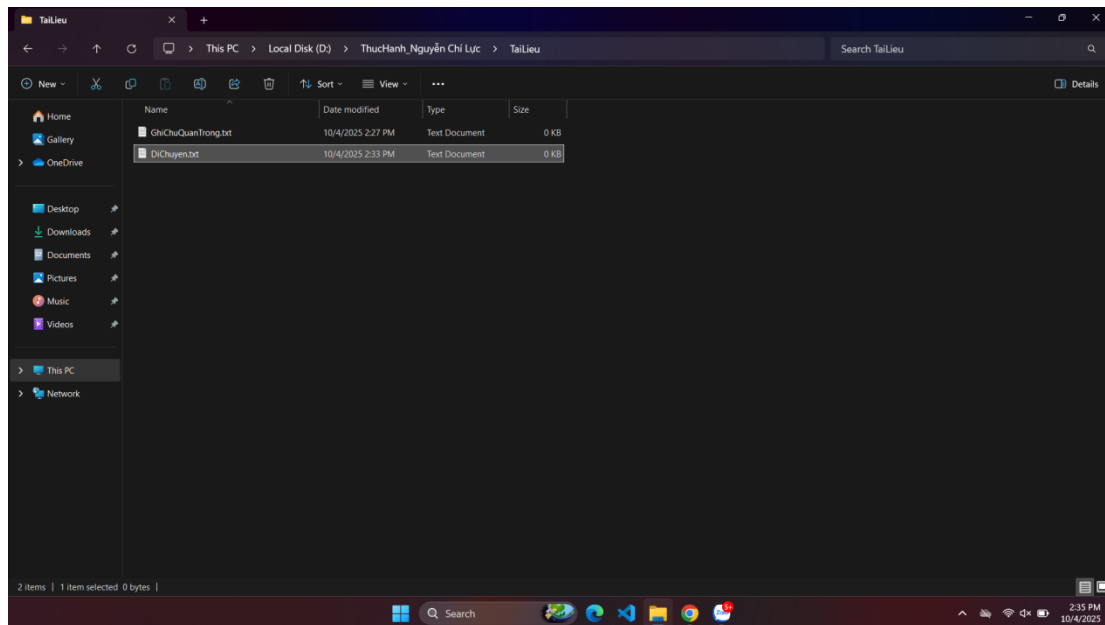 TaiLieu
This PC > Local Disk (D:) > ThucHanh_Nguyễn Chí Lực > TaiLieu
Search TaiLieu
New
Sort
View
Details
Name Date modified Type Size
GhiChuQuanTrong.txt 10/4/2025 2:27 PM Text Document 0 KB
DiChuyen.txt 10/4/2025 2:33 PM Text Document 0 KB
Home
Gallery
OneDrive
Desktop
Downloads
Documents
Pictures
Music
Videos
This PC
Network
2 items | 1 item selected 0 bytes |
Search
5+
2:35 PM
10/4/2025